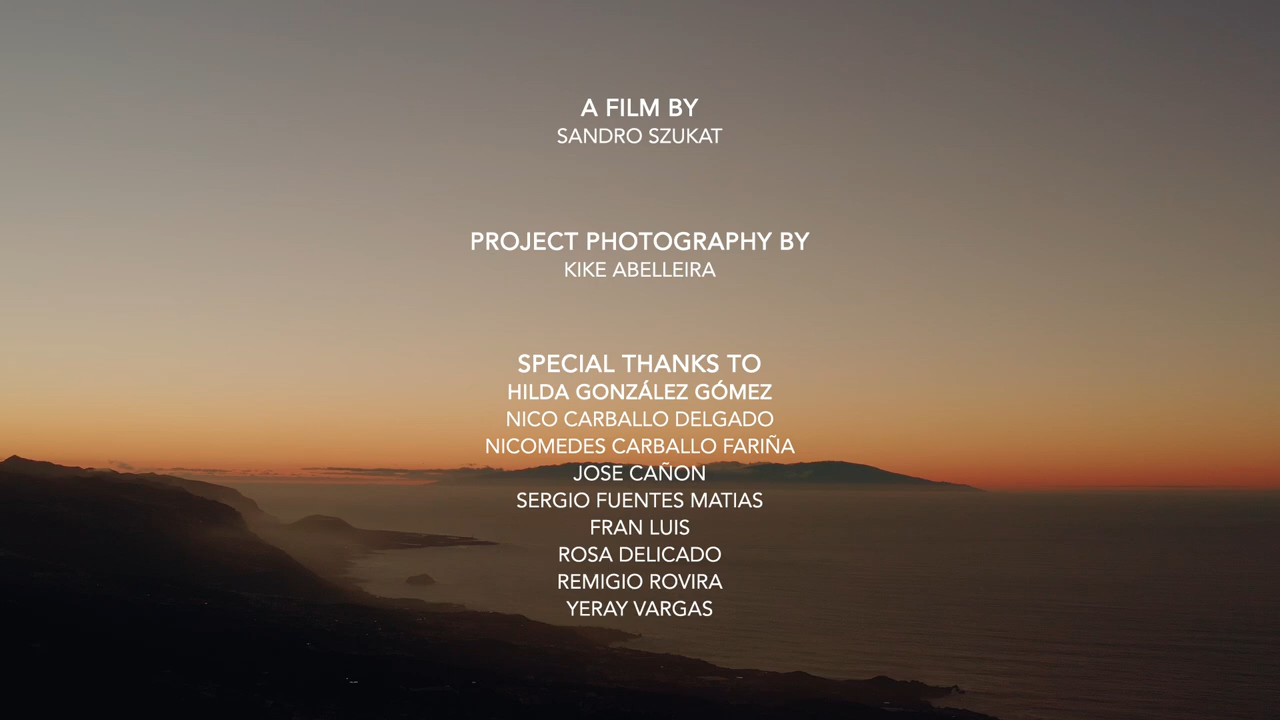 A FILM BY
SANDRO SZUKAT
PROJECT PHOTOGRAPHY BY
KIKE ABELLEIRA
SPECIAL THANKS TO
HILDA GONZÁLEZ GÓMEZ
NICO CARBALLO DELGADO
NICOMEDES CARBALLO FARIÑA
JOSE CAÑON
SERGIO FUENTES MATIAS
FRAN LUIS
ROSA DELICADO
REMIGIO ROVIRA
YERAY VARGAS